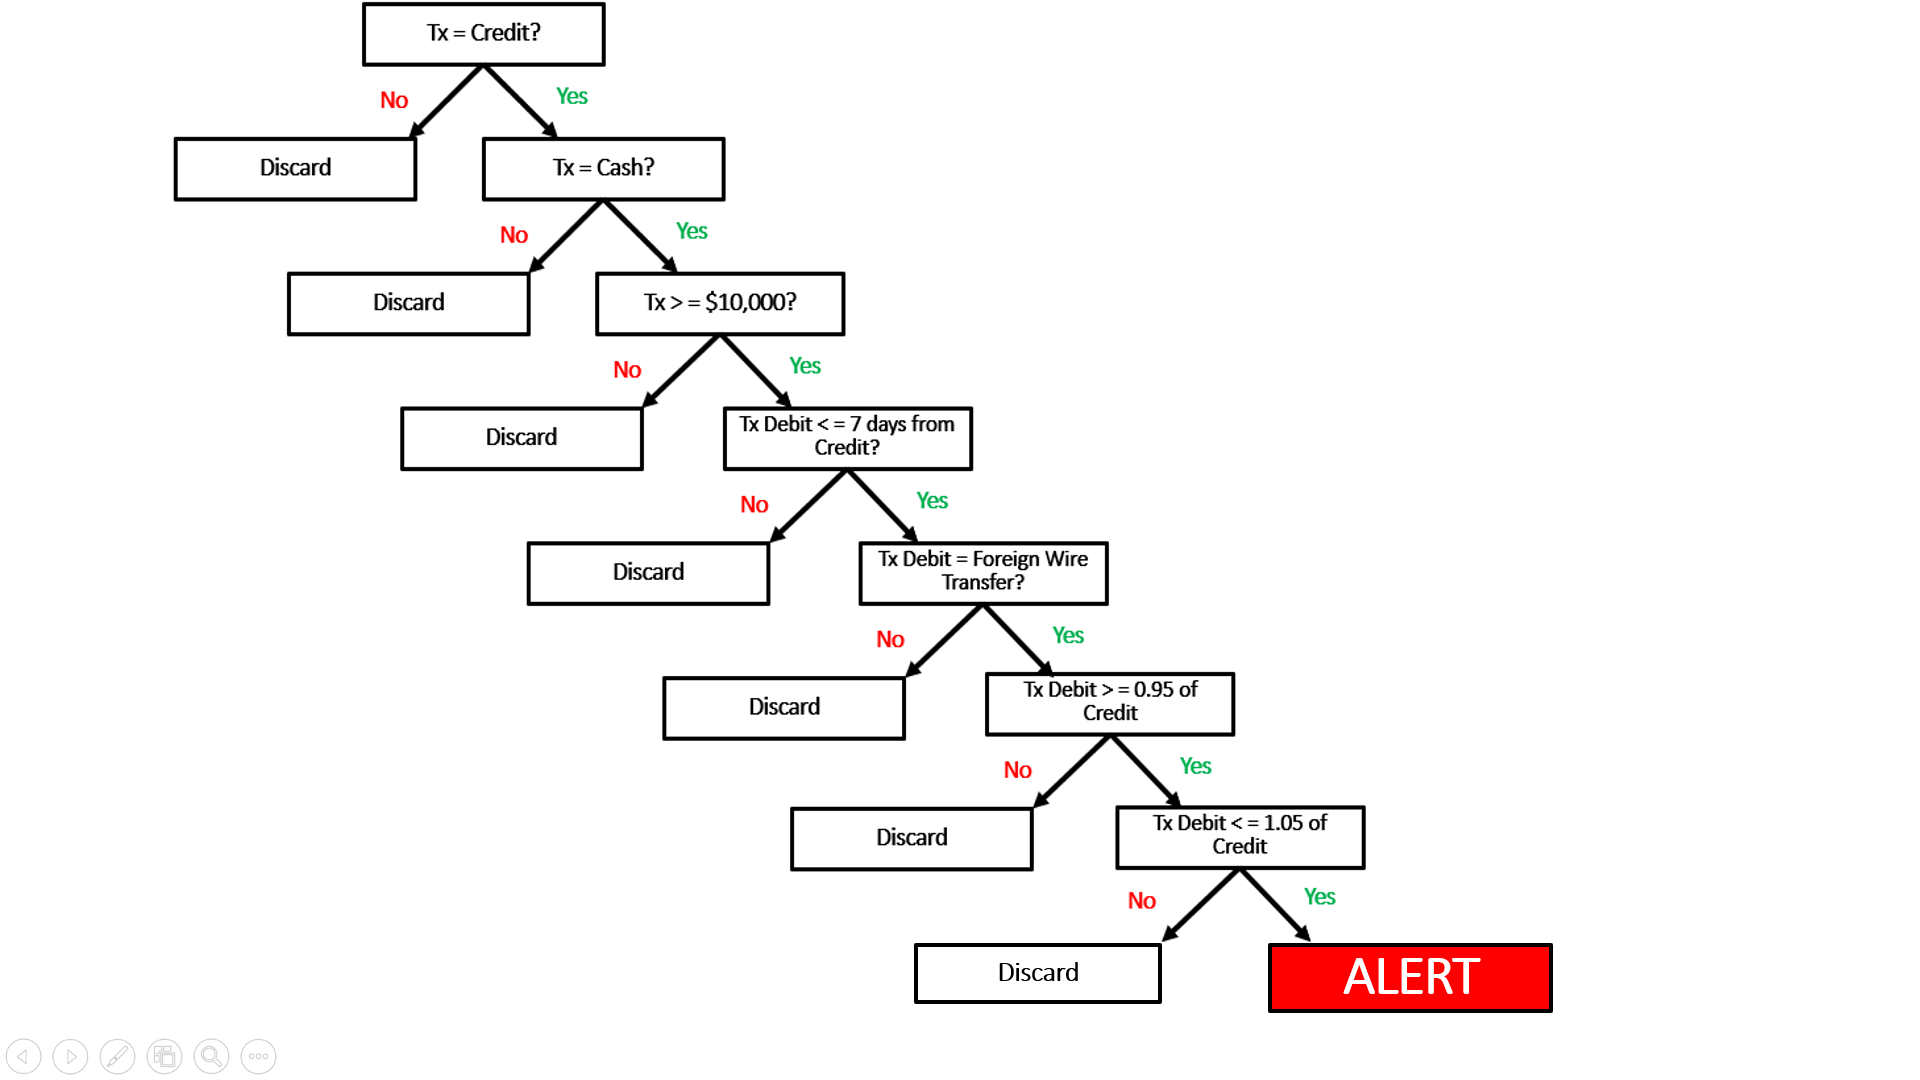 Tx = Credit?
No
Yes
Discard
Tx = Cash?
No
Yes
Discard
Tx > = $10,000?
No
Yes
Discard
Tx Debit < = 7 days from
Credit?
No
Yes
Discard
Tx Debit = Foreign Wire
Transfer?
No
Yes
Discard
Tx Debit > = 0.95 of
Credit
No
Yes
Discard
Tx Debit < = 1.05 of
Credit
No
Yes
Discard
ALERT